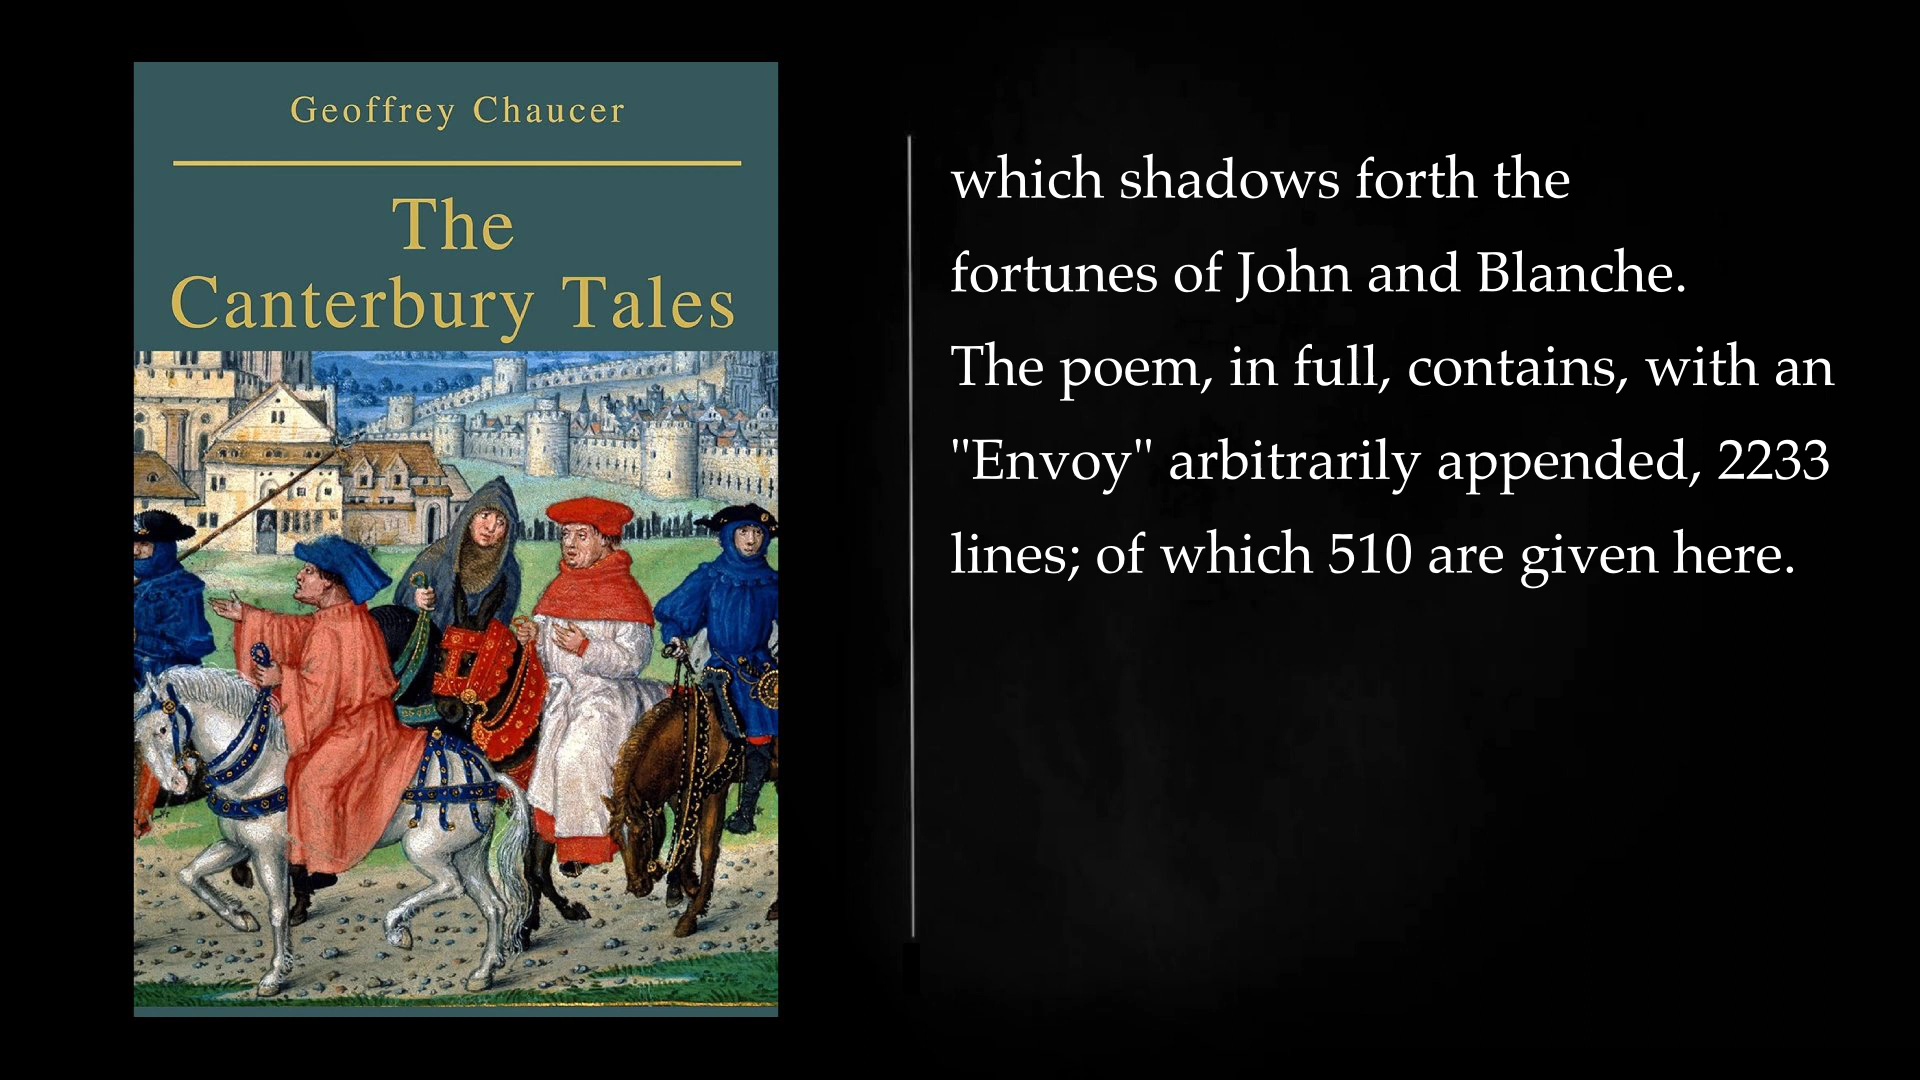 Geoffrey Chaucer
The
Canterbury Tales
which shadows forth the
fortunes of John and Blanche.
The poem, in full, contains, with an
"Envoy" arbitrarily appended, 2233
lines; of which 510 are given here.